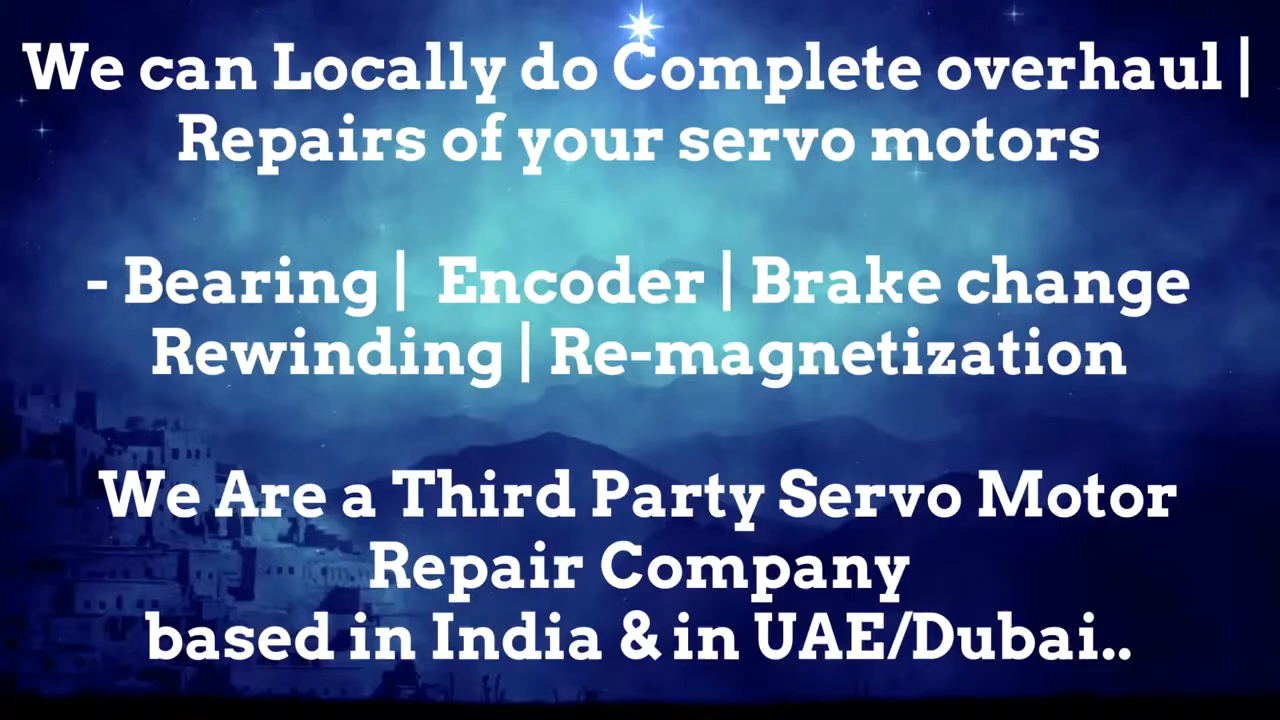 We can Locally do Complete overhaul |
Repairs of your servo motors
- Bearing | Encoder | Brake change
Rewinding | Re-magnetization
We Are a Third Party Servo Motor
Repair Company
based in India & in UAE/Dubai..